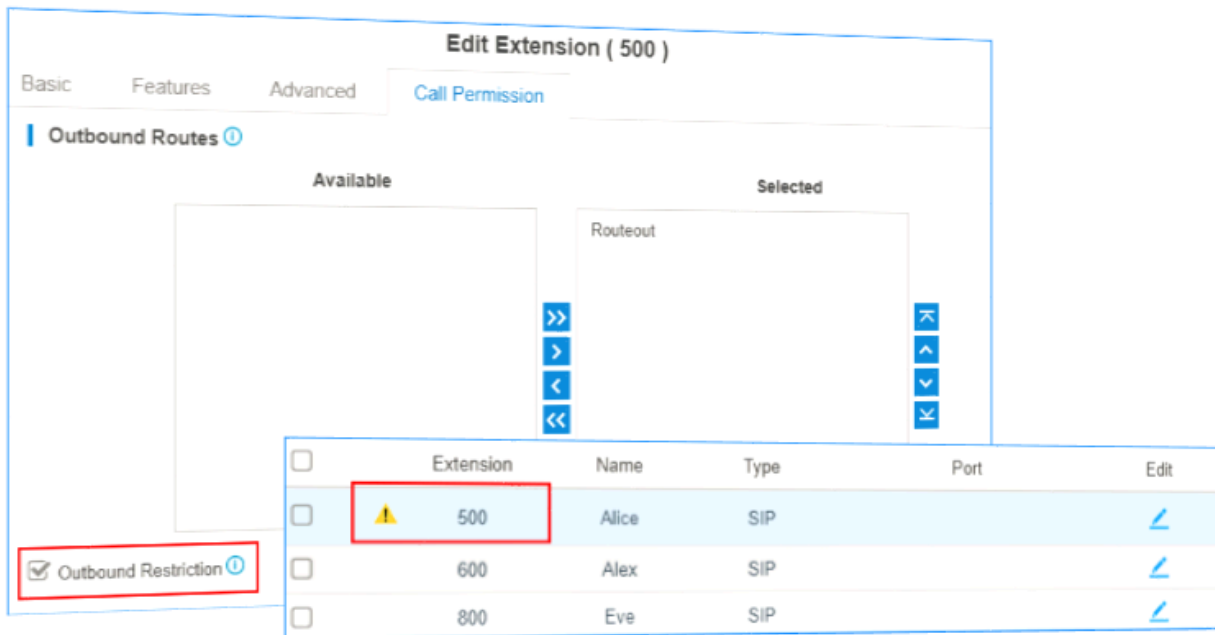 Edit Extension ( 500 )
Basic Features Advanced Call Permission
Outbound Routes
Available Selected
Routeout
Outbound Restriction
Extension Name Type Port Edit
500 Alice SIP
600 Alex SIP
800 Eve SIP